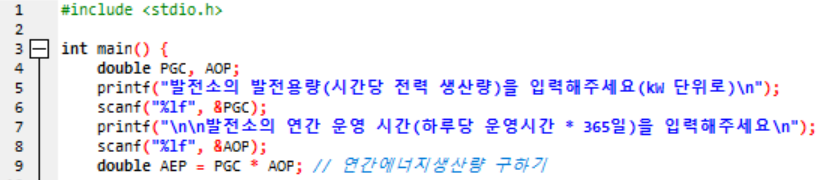 1 #include <stdio.h>
2
3 int main() {
4 double PGC, AOP;
5 printf("발전소의 발전용량(시간당 전력 생산량)을 입력해주세요(kW 단위로)\n");
6 scanf("%lf", &PGC);
7 printf("\n\n발전소의 연간 운영 시간(하루당 운영시간 * 365일)을 입력해주세요\n");
8 scanf("%lf", &AOP);
9 double AEP = PGC * AOP; // 연간에너지생산량 구하기